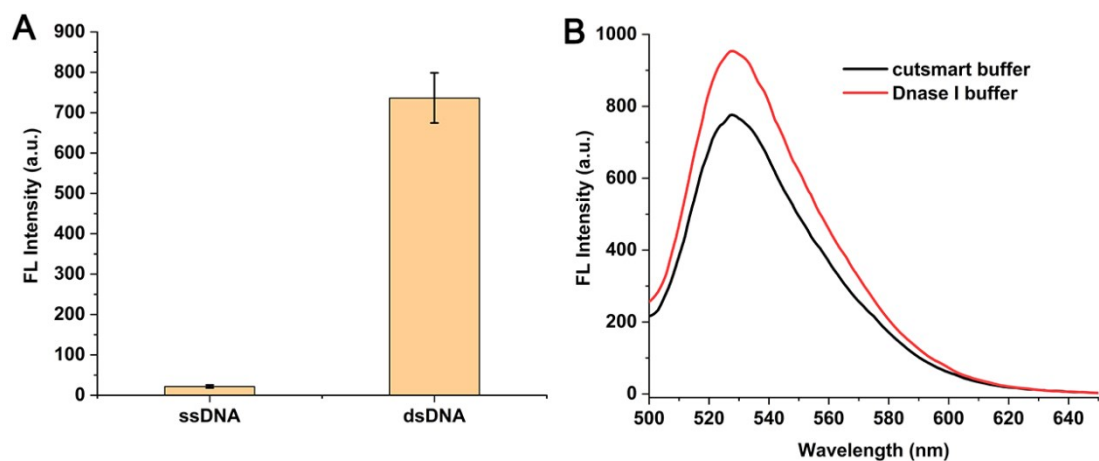 A
FL Intensity (a.u.)
900
800
700
600
500
400
300
200
100
0
ssDNA
dsDNA
B
FL Intensity (a.u.)
1000
800
600
400
200
0
cutsmart buffer
Dnase I buffer
500 520 540 560 580 600 620 640
Wavelength (nm)